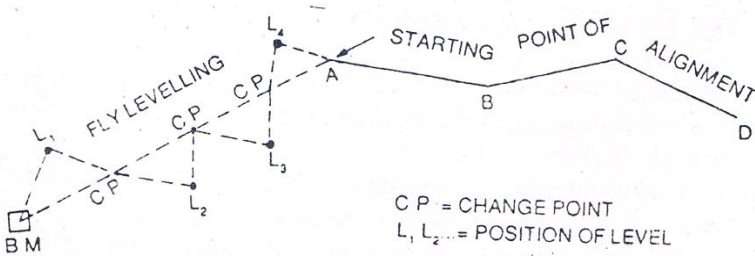 L₄
STARTING POINT OF ALIGNMENT
A
B
C
D
FLY LEVELLING
C P
C P
C P
L₁
L₂
L₃
B M
C P = CHANGE POINT
L, L₂... = POSITION OF LEVEL